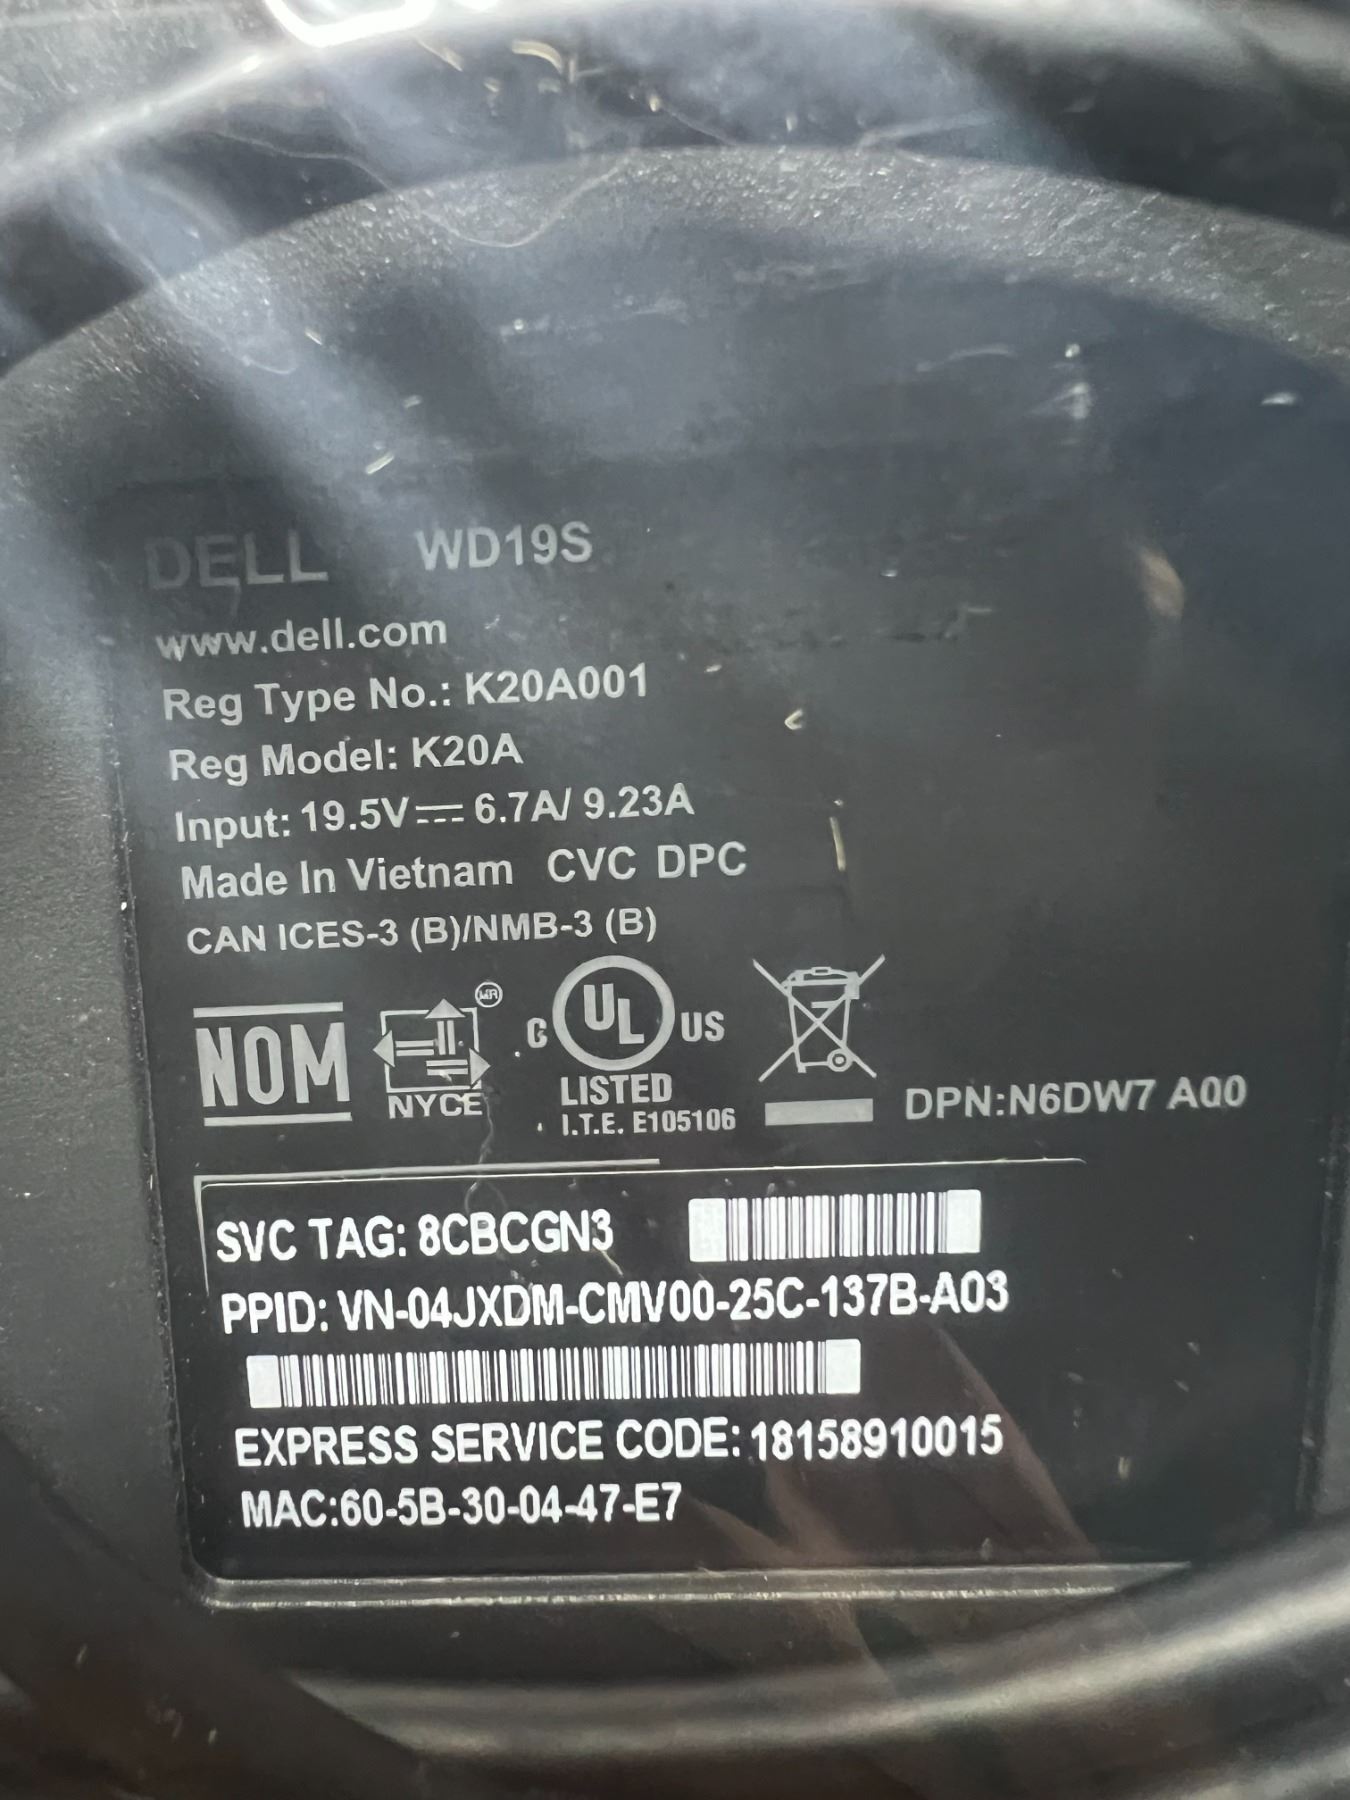 DELL WD19S
www.dell.com
Reg Type No.: K20A001
Reg Model: K20A
Input: 19.5V⎓ 6.7A/ 9.23A
Made In Vietnam CVC DPC
CAN ICES-3 (B)/NMB-3 (B)
NOM NYCE MR C UL US
LISTED
I.T.E. E105106
DPN:N6DW7 A00
SVC TAG: 8CBCGN3
PPID: VN-04JXDM-CMV00-25C-137B-A03
EXPRESS SERVICE CODE: 18158910015
MAC:60-5B-30-04-47-E7